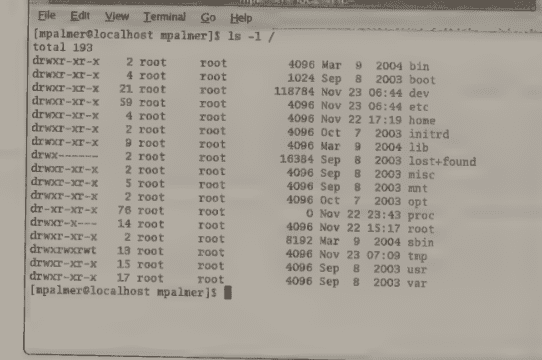 File Edit View Terminal Go Help
[mpalmer@localhost mpalmer]$ ls -l /
total 193
drwxr-xr-x 2 root root 4096 Mar 9 2004 bin
drwxr-xr-x 4 root root 1024 Sep 8 2003 boot
drwxr-xr-x 21 root root 118784 Nov 23 06:44 dev
drwxr-xr-x 59 root root 4096 Nov 23 06:44 etc
drwxr-xr-x 4 root root 4096 Nov 22 17:19 home
drwxr-xr-x 2 root root 4096 Oct 7 2003 initrd
drwxr-xr-x 9 root root 4096 Mar 9 2004 lib
drwx------ 2 root root 16384 Sep 8 2003 lost+found
drwxr-xr-x 2 root root 4096 Sep 8 2003 misc
drwxr-xr-x 5 root root 4096 Sep 8 2003 mnt
drwxr-xr-x 2 root root 4096 Oct 7 2003 opt
dr-xr-xr-x 76 root root 0 Nov 22 23:43 proc
drwxr-x--- 14 root root 4096 Nov 22 15:17 root
drwxr-xr-x 2 root root 8192 Mar 9 2004 sbin
drwxrwxrwt 13 root root 4096 Nov 23 07:09 tmp
drwxr-xr-x 15 root root 4096 Sep 8 2003 usr
drwxr-xr-x 17 root root 4096 Sep 8 2003 var
[mpalmer@localhost mpalmer]$